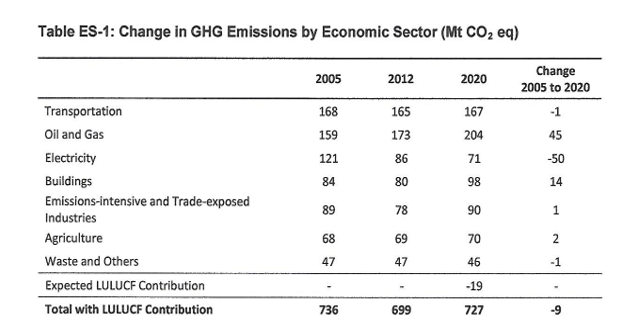 Table ES-1: Change in GHG Emissions by Economic Sector (Mt CO₂ eq)
2005 2012 2020 Change 2005 to 2020
Transportation 168 165 167 -1
Oil and Gas 159 173 204 45
Electricity 121 86 71 -50
Buildings 84 80 98 14
Emissions-intensive and Trade-exposed
Industries 89 78 90 1
Agriculture 68 69 70 2
Waste and Others 47 47 46 -1
Expected LULUCF Contribution - - -19 -
Total with LULUCF Contribution 736 699 727 -9